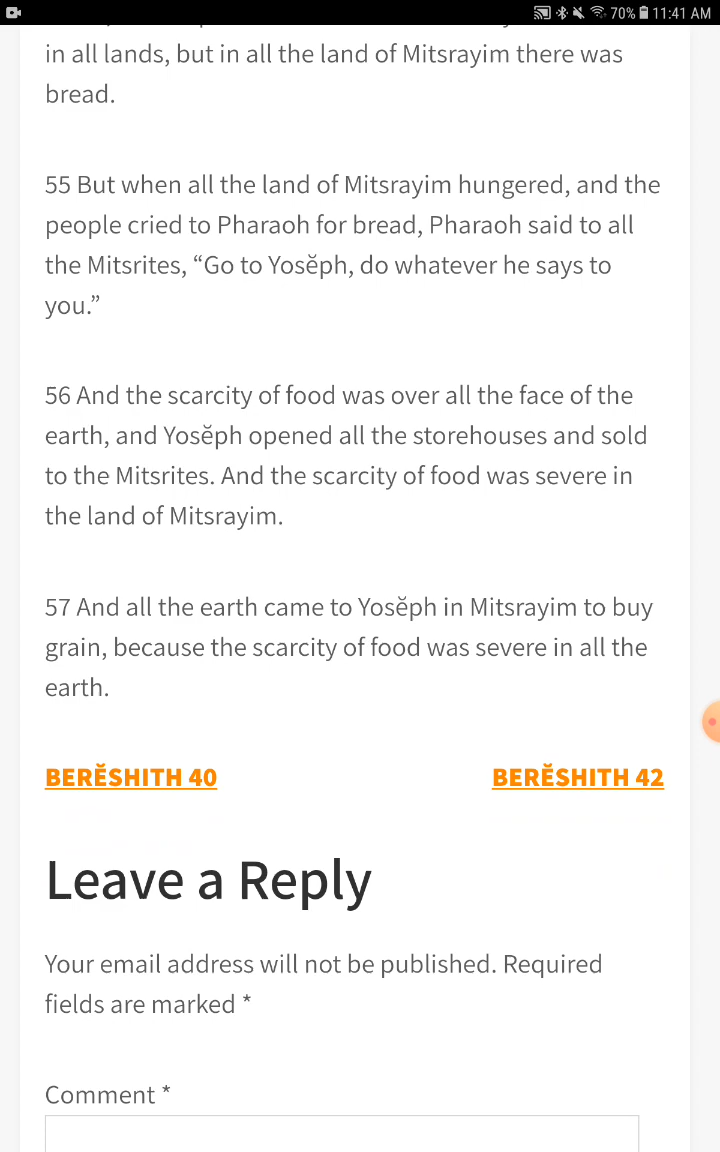 70% 11:41 AM
in all lands, but in all the land of Mitsrayim there was
bread.
55 But when all the land of Mitsrayim hungered, and the
people cried to Pharaoh for bread, Pharaoh said to all
the Mitsrites, “Go to Yosĕph, do whatever he says to
you.”
56 And the scarcity of food was over all the face of the
earth, and Yosĕph opened all the storehouses and sold
to the Mitsrites. And the scarcity of food was severe in
the land of Mitsrayim.
57 And all the earth came to Yosĕph in Mitsrayim to buy
grain, because the scarcity of food was severe in all the
earth.
BERĔSHITH 40 BERĔSHITH 42
Leave a Reply
Your email address will not be published. Required
fields are marked *
Comment *